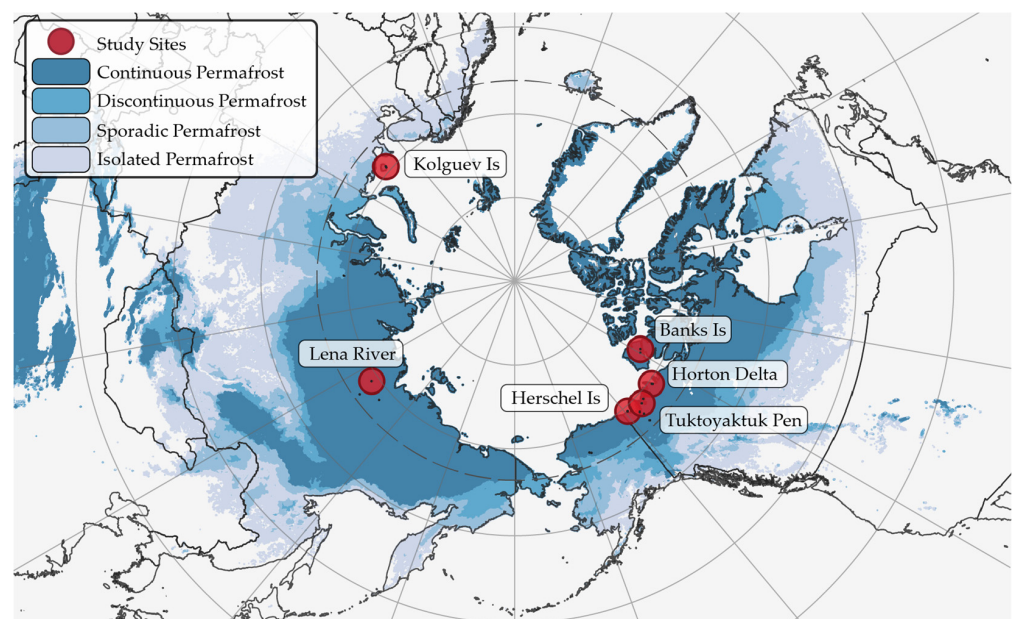 Study Sites
Continuous Permafrost
Discontinuous Permafrost
Sporadic Permafrost
Isolated Permafrost
Kolguev Is
Banks Is
Lena River
Horton Delta
Herschel Is
Tuktoyaktuk Pen